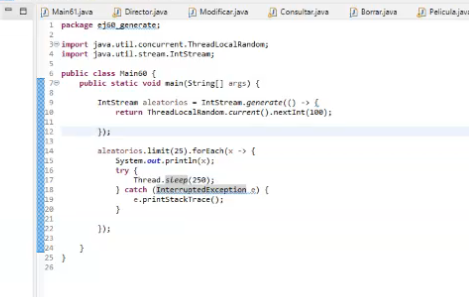 Main61.java Director.java Modificar.java Consultar.java Borrar.java Pelicula.java
1 package ej60_generate;
2
3 import java.util.concurrent.ThreadLocalRandom;
4 import java.util.stream.IntStream;
5
6 public class Main60 {
7 public static void main(String[] args) {
8
9 IntStream aleatorios = IntStream.generate(() -> {
10 return ThreadLocalRandom.current().nextInt(100);
11
12 });
13
14 aleatorios.limit(25).forEach(x -> {
15 System.out.println(x);
16 try {
17 Thread.sleep(250);
18 } catch (InterruptedException e) {
19 e.printStackTrace();
20 }
21
22 });
23
24 }
25 }
26